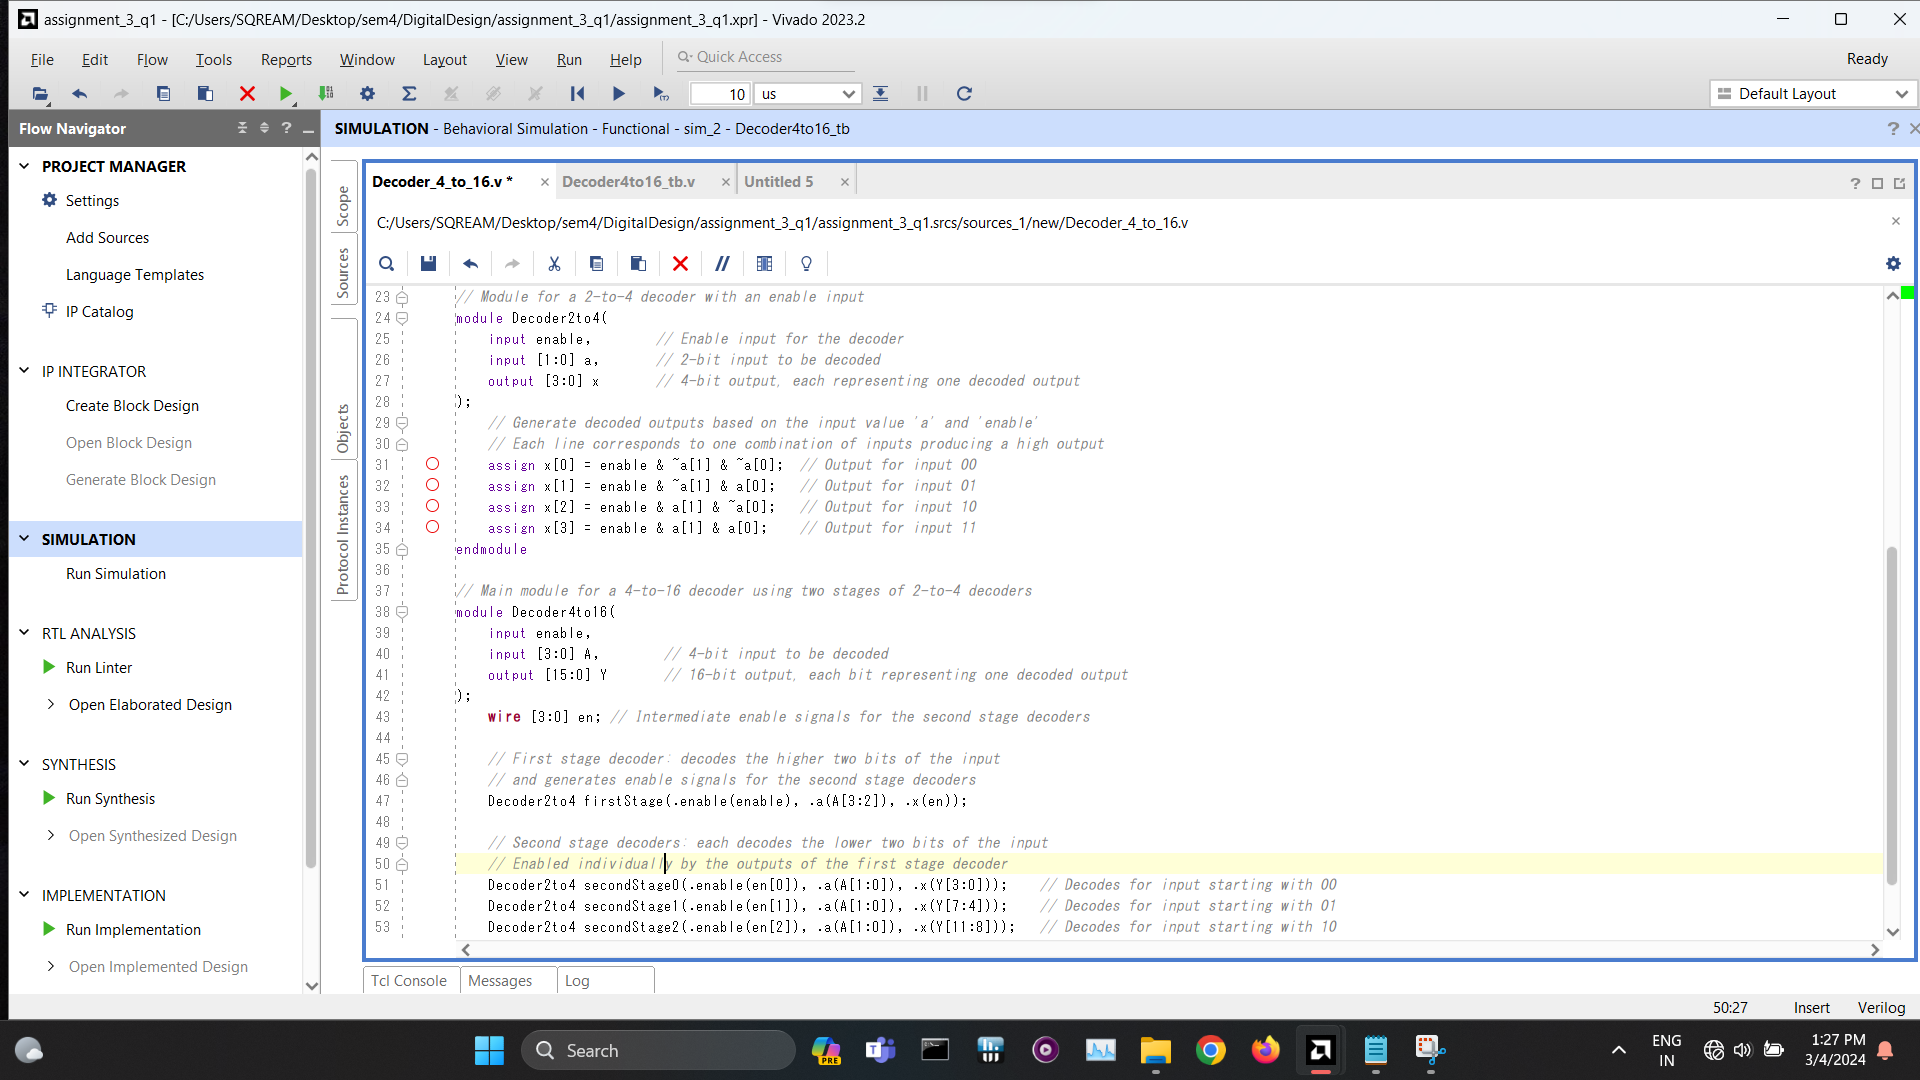 assignment_3_q1 - [C:/Users/SQREAM/Desktop/sem4/DigitalDesign/assignment_3_q1/assignment_3_q1.xpr] - Vivado 2023.2
File Edit Flow Tools Reports Window Layout View Run Help Quick Access
Ready
10 us
Default Layout
Flow Navigator
PROJECT MANAGER
Settings
Add Sources
Language Templates
IP Catalog
IP INTEGRATOR
Create Block Design
Open Block Design
Generate Block Design
SIMULATION
Run Simulation
RTL ANALYSIS
Run Linter
Open Elaborated Design
SYNTHESIS
Run Synthesis
Open Synthesized Design
IMPLEMENTATION
Run Implementation
Open Implemented Design
SIMULATION - Behavioral Simulation - Functional - sim_2 - Decoder4to16_tb
Scope
Sources
Objects
Protocol Instances
Decoder_4_to_16.v * Decoder4to16_tb.v Untitled 5
C:/Users/SQREAM/Desktop/sem4/DigitalDesign/assignment_3_q1/assignment_3_q1.srcs/sources_1/new/Decoder_4_to_16.v
23 // Module for a 2-to-4 decoder with an enable input
24 module Decoder2to4(
25 input enable, // Enable input for the decoder
26 input [1:0] a, // 2-bit input to be decoded
27 output [3:0] x // 4-bit output, each representing one decoded output
28 );
29 // Generate decoded outputs based on the input value 'a' and 'enable'
30 // Each line corresponds to one combination of inputs producing a high output
31 assign x[0] = enable & ~a[1] & ~a[0]; // Output for input 00
32 assign x[1] = enable & ~a[1] & a[0]; // Output for input 01
33 assign x[2] = enable & a[1] & ~a[0]; // Output for input 10
34 assign x[3] = enable & a[1] & a[0]; // Output for input 11
35 endmodule
36
37 // Main module for a 4-to-16 decoder using two stages of 2-to-4 decoders
38 module Decoder4to16(
39 input enable,
40 input [3:0] A, // 4-bit input to be decoded
41 output [15:0] Y // 16-bit output, each bit representing one decoded output
42 );
43 wire [3:0] en; // Intermediate enable signals for the second stage decoders
44
45 // First stage decoder: decodes the higher two bits of the input
46 // and generates enable signals for the second stage decoders
47 Decoder2to4 firstStage(.enable(enable), .a(A[3:2]), .x(en));
48
49 // Second stage decoders: each decodes the lower two bits of the input
50 // Enabled individually by the outputs of the first stage decoder
51 Decoder2to4 secondStage0(.enable(en[0]), .a(A[1:0]), .x(Y[3:0])); // Decodes for input starting with 00
52 Decoder2to4 secondStage1(.enable(en[1]), .a(A[1:0]), .x(Y[7:4])); // Decodes for input starting with 01
53 Decoder2to4 secondStage2(.enable(en[2]), .a(A[1:0]), .x(Y[11:8])); // Decodes for input starting with 10
Tcl Console Messages Log
50:27 Insert Verilog
Search
PRE
ENG
IN
1:27 PM
3/4/2024